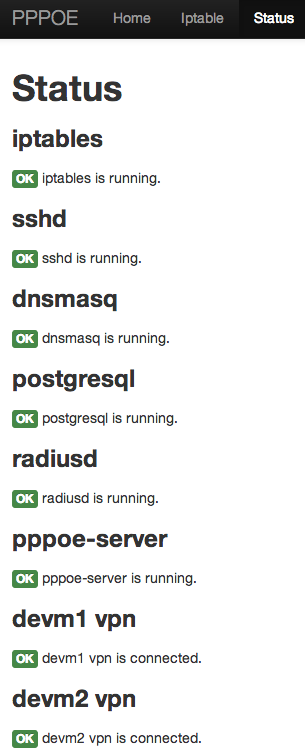 PPPOE Home Iptable Status
Status
iptables
OK iptables is running.
sshd
OK sshd is running.
dnsmasq
OK dnsmasq is running.
postgresql
OK postgresql is running.
radiusd
OK radiusd is running.
pppoe-server
OK pppoe-server is running.
devm1 vpn
OK devm1 vpn is connected.
devm2 vpn
OK devm2 vpn is connected.